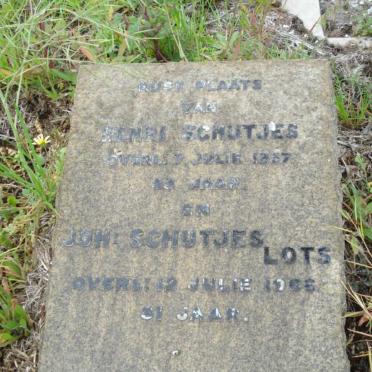 RUST PLAATS
VAN
HENRI SCHUTJES
OVERL: 7 JULIE 1957
JAAR.
EN
JOH: SCHUTJES
LOTS
OVERL: 12 JULIE 1966
81 JAAR.